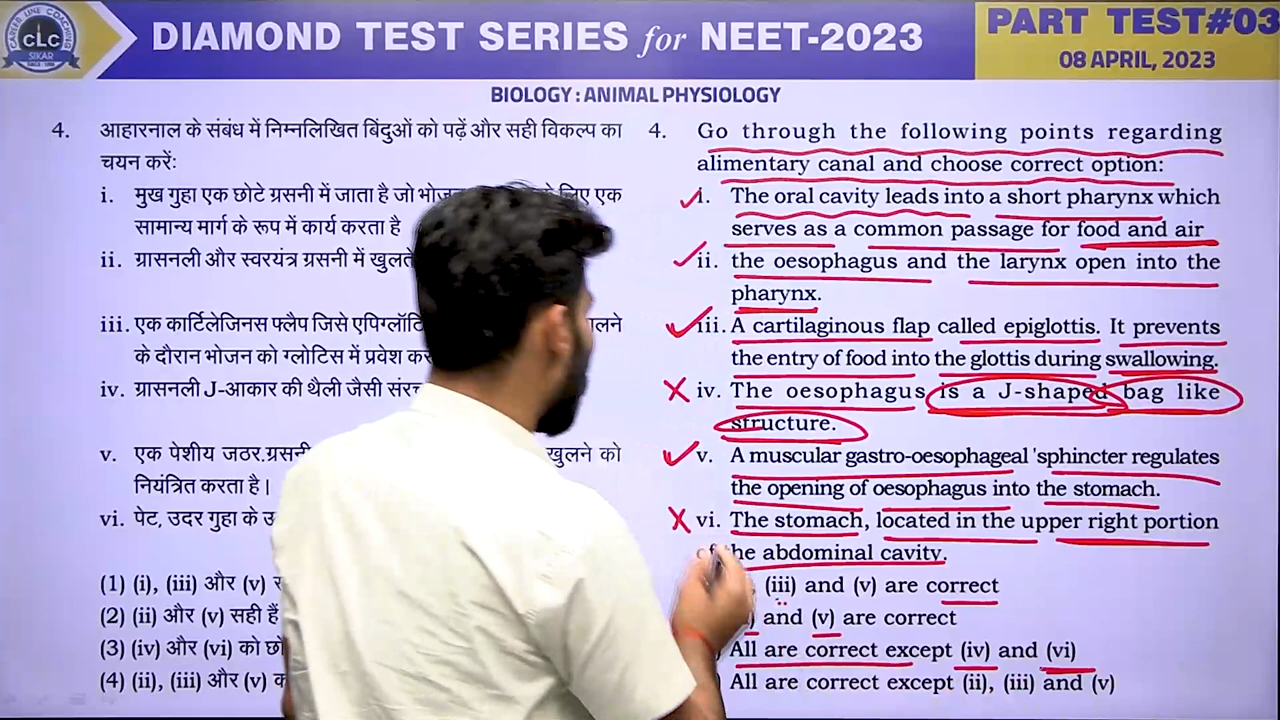 CAREER LINE COACHING
CLC
SIKAR
SINCE : 1996
DIAMOND TEST SERIES for NEET-2023
PART TEST#03
08 APRIL, 2023
BIOLOGY : ANIMAL PHYSIOLOGY
4. आहारनाल के संबंध में निम्नलिखित बिंदुओं को पढ़ें और सही विकल्प का
चयन करेंः
i. मुख गुहा एक छोटे ग्रसनी में जाता है जो लिए एक
सामान्य मार्ग के रूप में कार्य करता है
ii. ग्रासनली और स्वरयंत्र ग्रसनी में
iii. एक कार्टिलेजिनस फ्लैप जिसे
के दौरान भोजन को ग्लोटिस में प्रवेश
iv. ग्रासनली J-आकार की थैली जैसी
v. एक पेशीय खुलने को
नियंत्रित करता है।
vi. पेट, उदर गुहा के
(1) (i), (iii) और (v)
(2) (ii) और (v) सही हैं
(3) (iv) और (vi) को
(4) (ii), (iii) और (v)
4. Go through the following points regarding
alimentary canal and choose correct option:
i. The oral cavity leads into a short pharynx which
serves as a common passage for food and air
ii. the oesophagus and the larynx open into the
pharynx.
iii. A cartilaginous flap called epiglottis. It prevents
the entry of food into the glottis during swallowing.
iv. The oesophagus is a J-shaped bag like
structure.
v. A muscular gastro-oesophageal 'sphincter regulates
the opening of oesophagus into the stomach.
vi. The stomach, located in the upper right portion
of the abdominal cavity.
(iii) and (v) are correct
and (v) are correct
All are correct except (iv) and (vi)
All are correct except (ii), (iii) and (v)